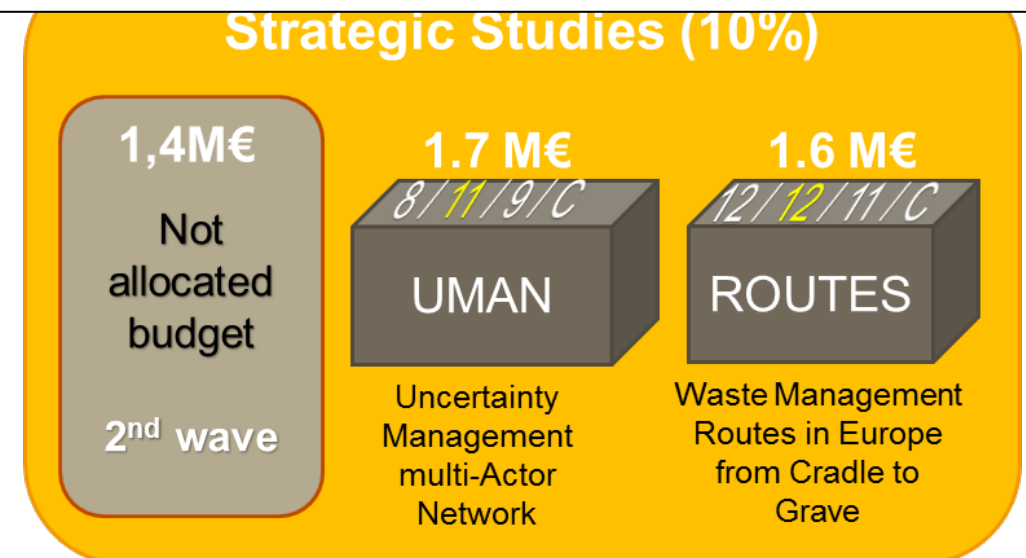 Strategic Studies (10%)
1,4M€
Not
allocated
budget
2nd wave
1.7 M€
8/11/9/C
UMAN
Uncertainty
Management
multi-Actor
Network
1.6 M€
12/12/11/C
ROUTES
Waste Management
Routes in Europe
from Cradle to
Grave